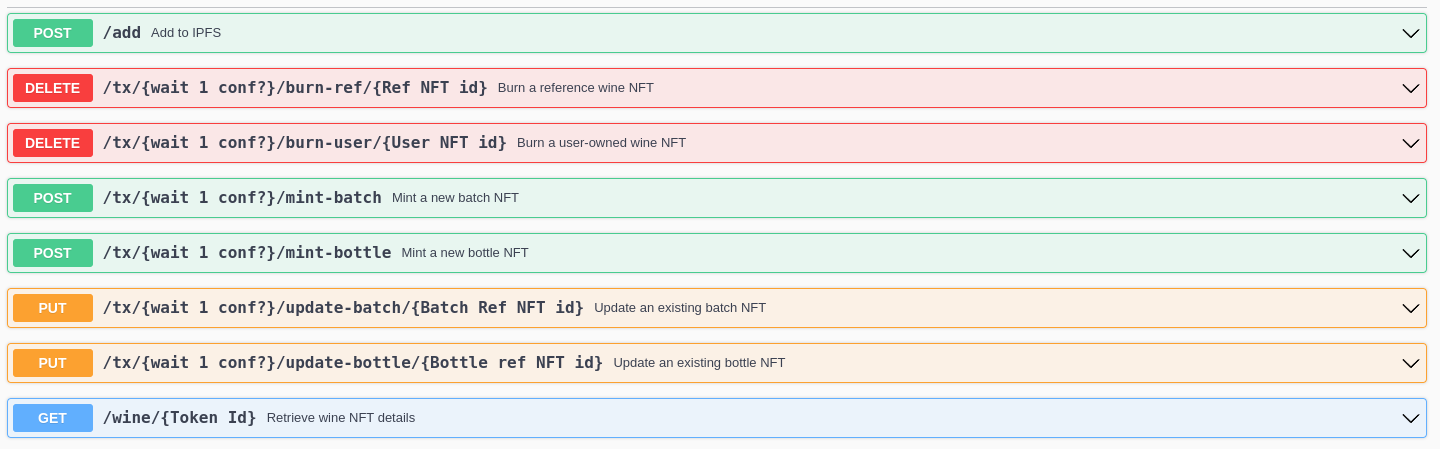 POST /add Add to IPFS
DELETE /tx/{wait 1 conf?}/burn-ref/{Ref NFT id} Burn a reference wine NFT
DELETE /tx/{wait 1 conf?}/burn-user/{User NFT id} Burn a user-owned wine NFT
POST /tx/{wait 1 conf?}/mint-batch Mint a new batch NFT
POST /tx/{wait 1 conf?}/mint-bottle Mint a new bottle NFT
PUT /tx/{wait 1 conf?}/update-batch/{Batch Ref NFT id} Update an existing batch NFT
PUT /tx/{wait 1 conf?}/update-bottle/{Bottle ref NFT id} Update an existing bottle NFT
GET /wine/{Token Id} Retrieve wine NFT details